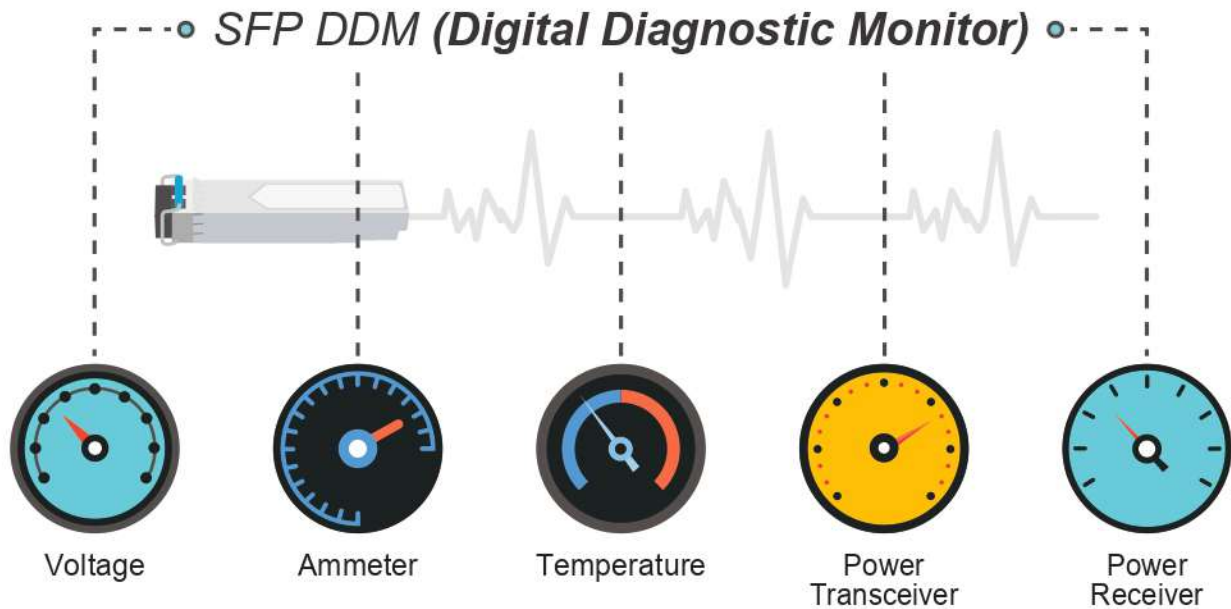 SFP DDM (Digital Diagnostic Monitor)
Voltage
Ammeter
Temperature
Power
Transceiver
Power
Receiver